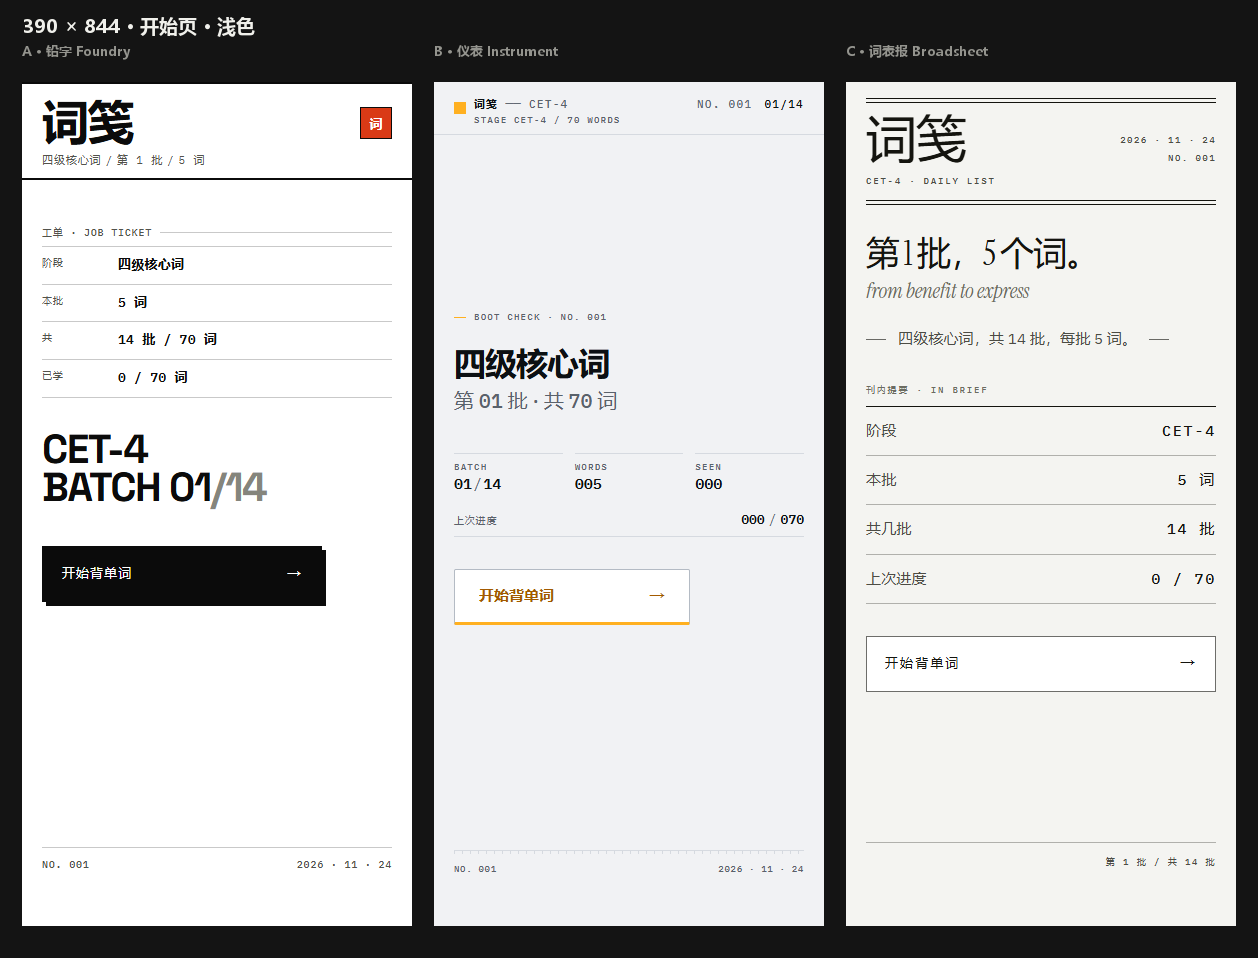 390 × 844 • 开始页 • 浅色
A • 铅字 Foundry
词笺
词
四级核心词 / 第 1 批 / 5 词
工单 · JOB TICKET
阶段 四级核心词
本批 5 词
共 14 批 / 70 词
已学 0 / 70 词
CET-4
BATCH 01/14
开始背单词 →
NO. 001 2026 · 11 · 24
B • 仪表 Instrument
词笺 — CET-4 NO. 001 01/14
STAGE CET-4 / 70 WORDS
— BOOT CHECK · NO. 001
四级核心词
第 01 批 · 共 70 词
BATCH WORDS SEEN
01/14 005 000
上次进度 000 / 070
开始背单词 →
NO. 001 2026 · 11 · 24
C • 词表报 Broadsheet
词笺
2026 · 11 · 24
NO. 001
CET-4 · DAILY LIST
第1批，5个词。
from benefit to express
— 四级核心词，共 14 批，每批 5 词。 —
刊内提要 · IN BRIEF
阶段 CET-4
本批 5 词
共几批 14 批
上次进度 0 / 70
开始背单词 →
第 1 批 / 共 14 批